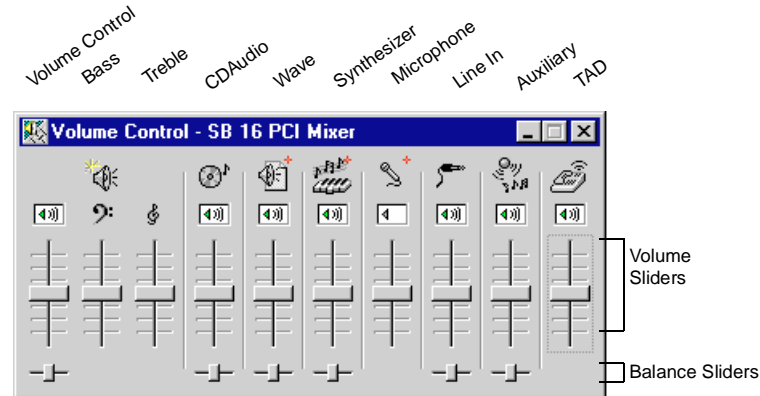 Volume Control
Bass
Treble
CDAudio
Wave
Synthesizer
Microphone
Line In
Auxiliary
TAD
Volume Control - SB 16 PCI Mixer
Volume
Sliders
Balance Sliders